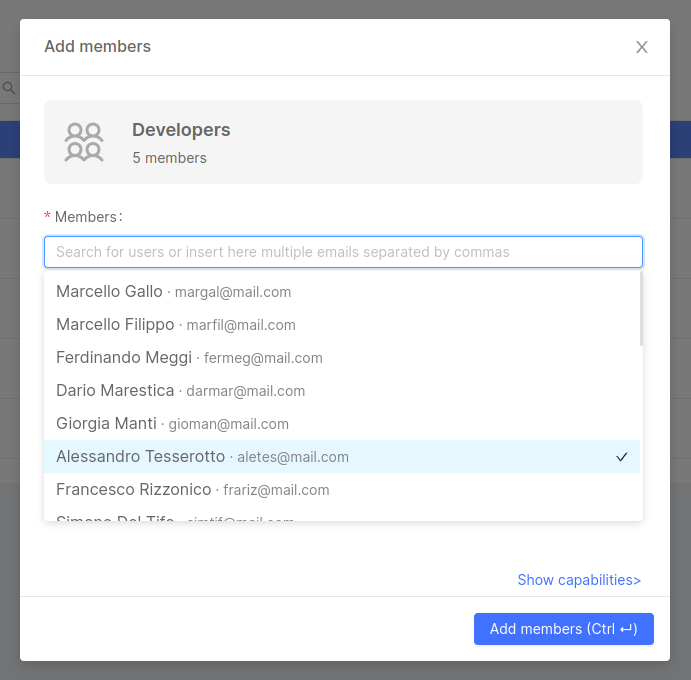 Add members
Developers
5 members
* Members:
Search for users or insert here multiple emails separated by commas
Marcello Gallo · margal@mail.com
Marcello Filippo · marfil@mail.com
Ferdinando Meggi · fermeg@mail.com
Dario Marestica · darmar@mail.com
Giorgia Manti · gioman@mail.com
Alessandro Tesserotto · aletes@mail.com
Francesco Rizzonico · frariz@mail.com
Show capabilities>
Add members (Ctrl ↵)